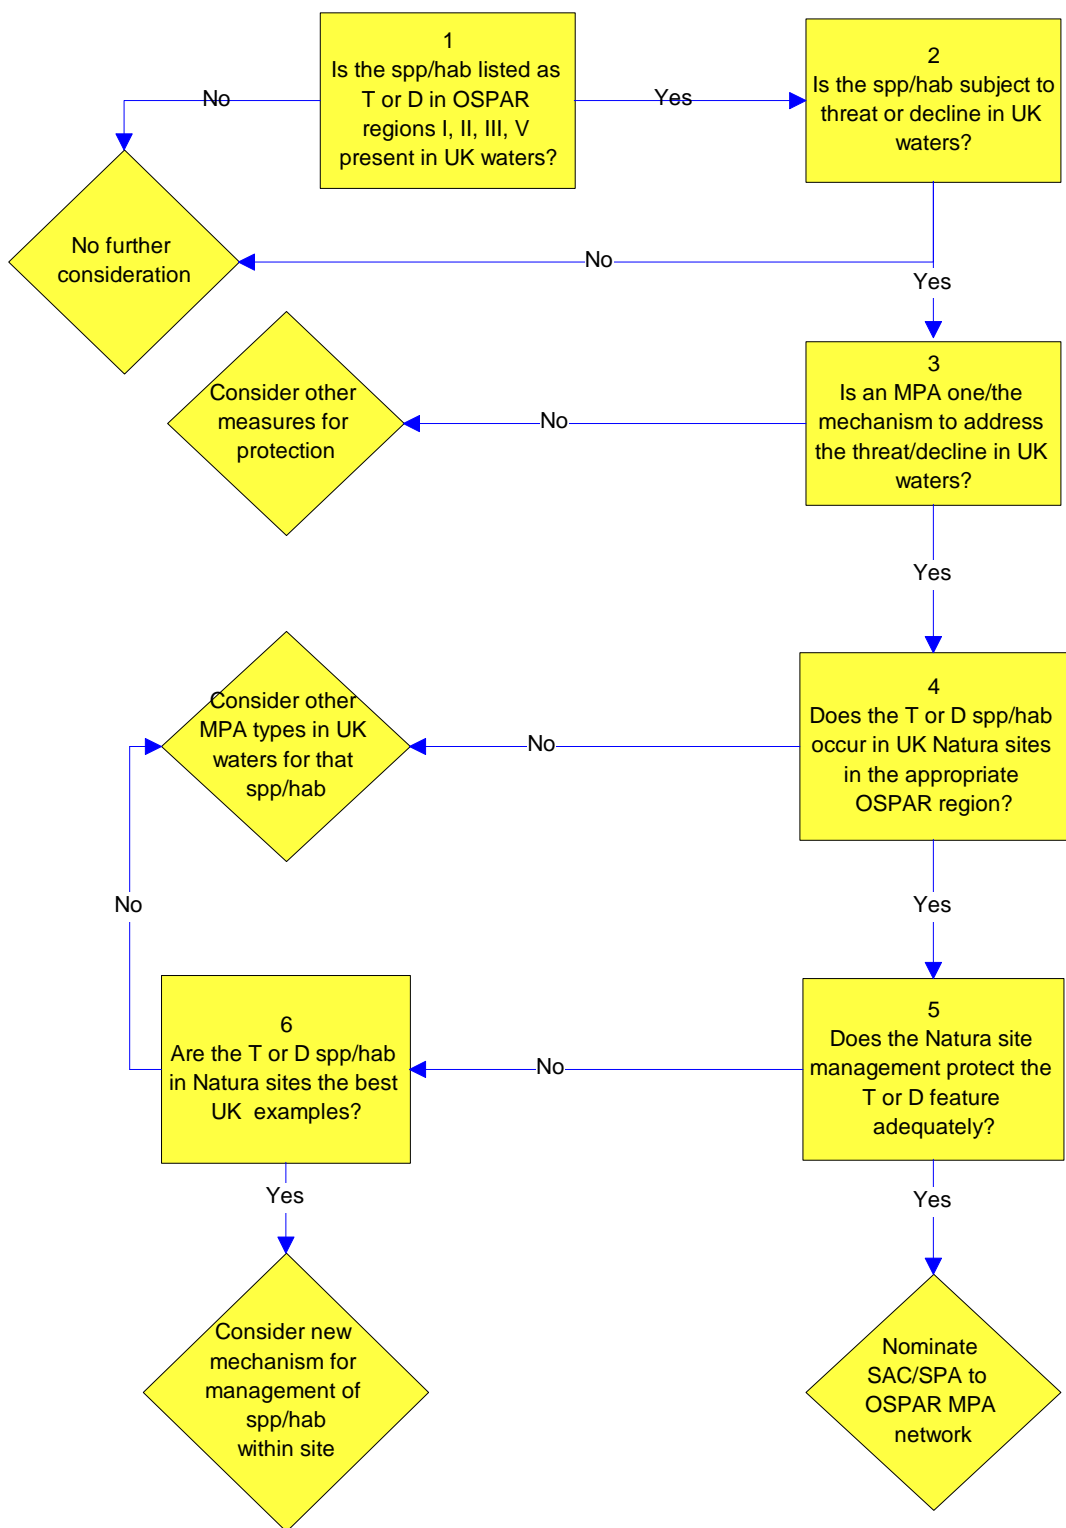 1
Is the spp/hab listed as
T or D in OSPAR
regions I, II, III, V
present in UK waters?
No
Yes
2
Is the spp/hab subject to
threat or decline in UK
waters?
No further
consideration
No
Yes
3
Is an MPA one/the
mechanism to address
the threat/decline in UK
waters?
Consider other
measures for
protection
No
Yes
4
Does the T or D spp/hab
occur in UK Natura sites
in the appropriate
OSPAR region?
Consider other
MPA types in UK
waters for that
spp/hab
No
No
Yes
5
Does the Natura site
management protect the
T or D feature
adequately?
6
Are the T or D spp/hab
in Natura sites the best
UK  examples?
No
Yes
Yes
Consider new
mechanism for
management of
spp/hab
within site
Nominate
SAC/SPA to
OSPAR MPA
network